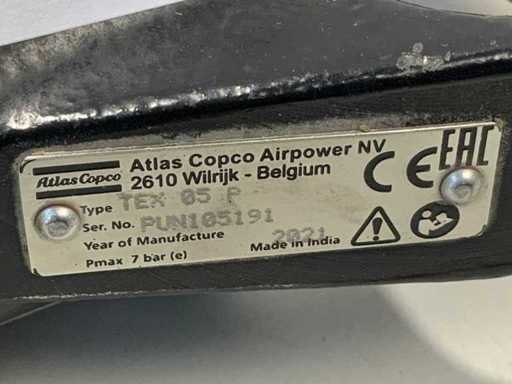 Atlas Copco
Atlas Copco Airpower NV
2610 Wilrijk - Belgium
CE EAC
Type TEX 05 P
Ser. No. PUN105191
Year of Manufacture 2021
Pmax 7 bar (e)
Made in India